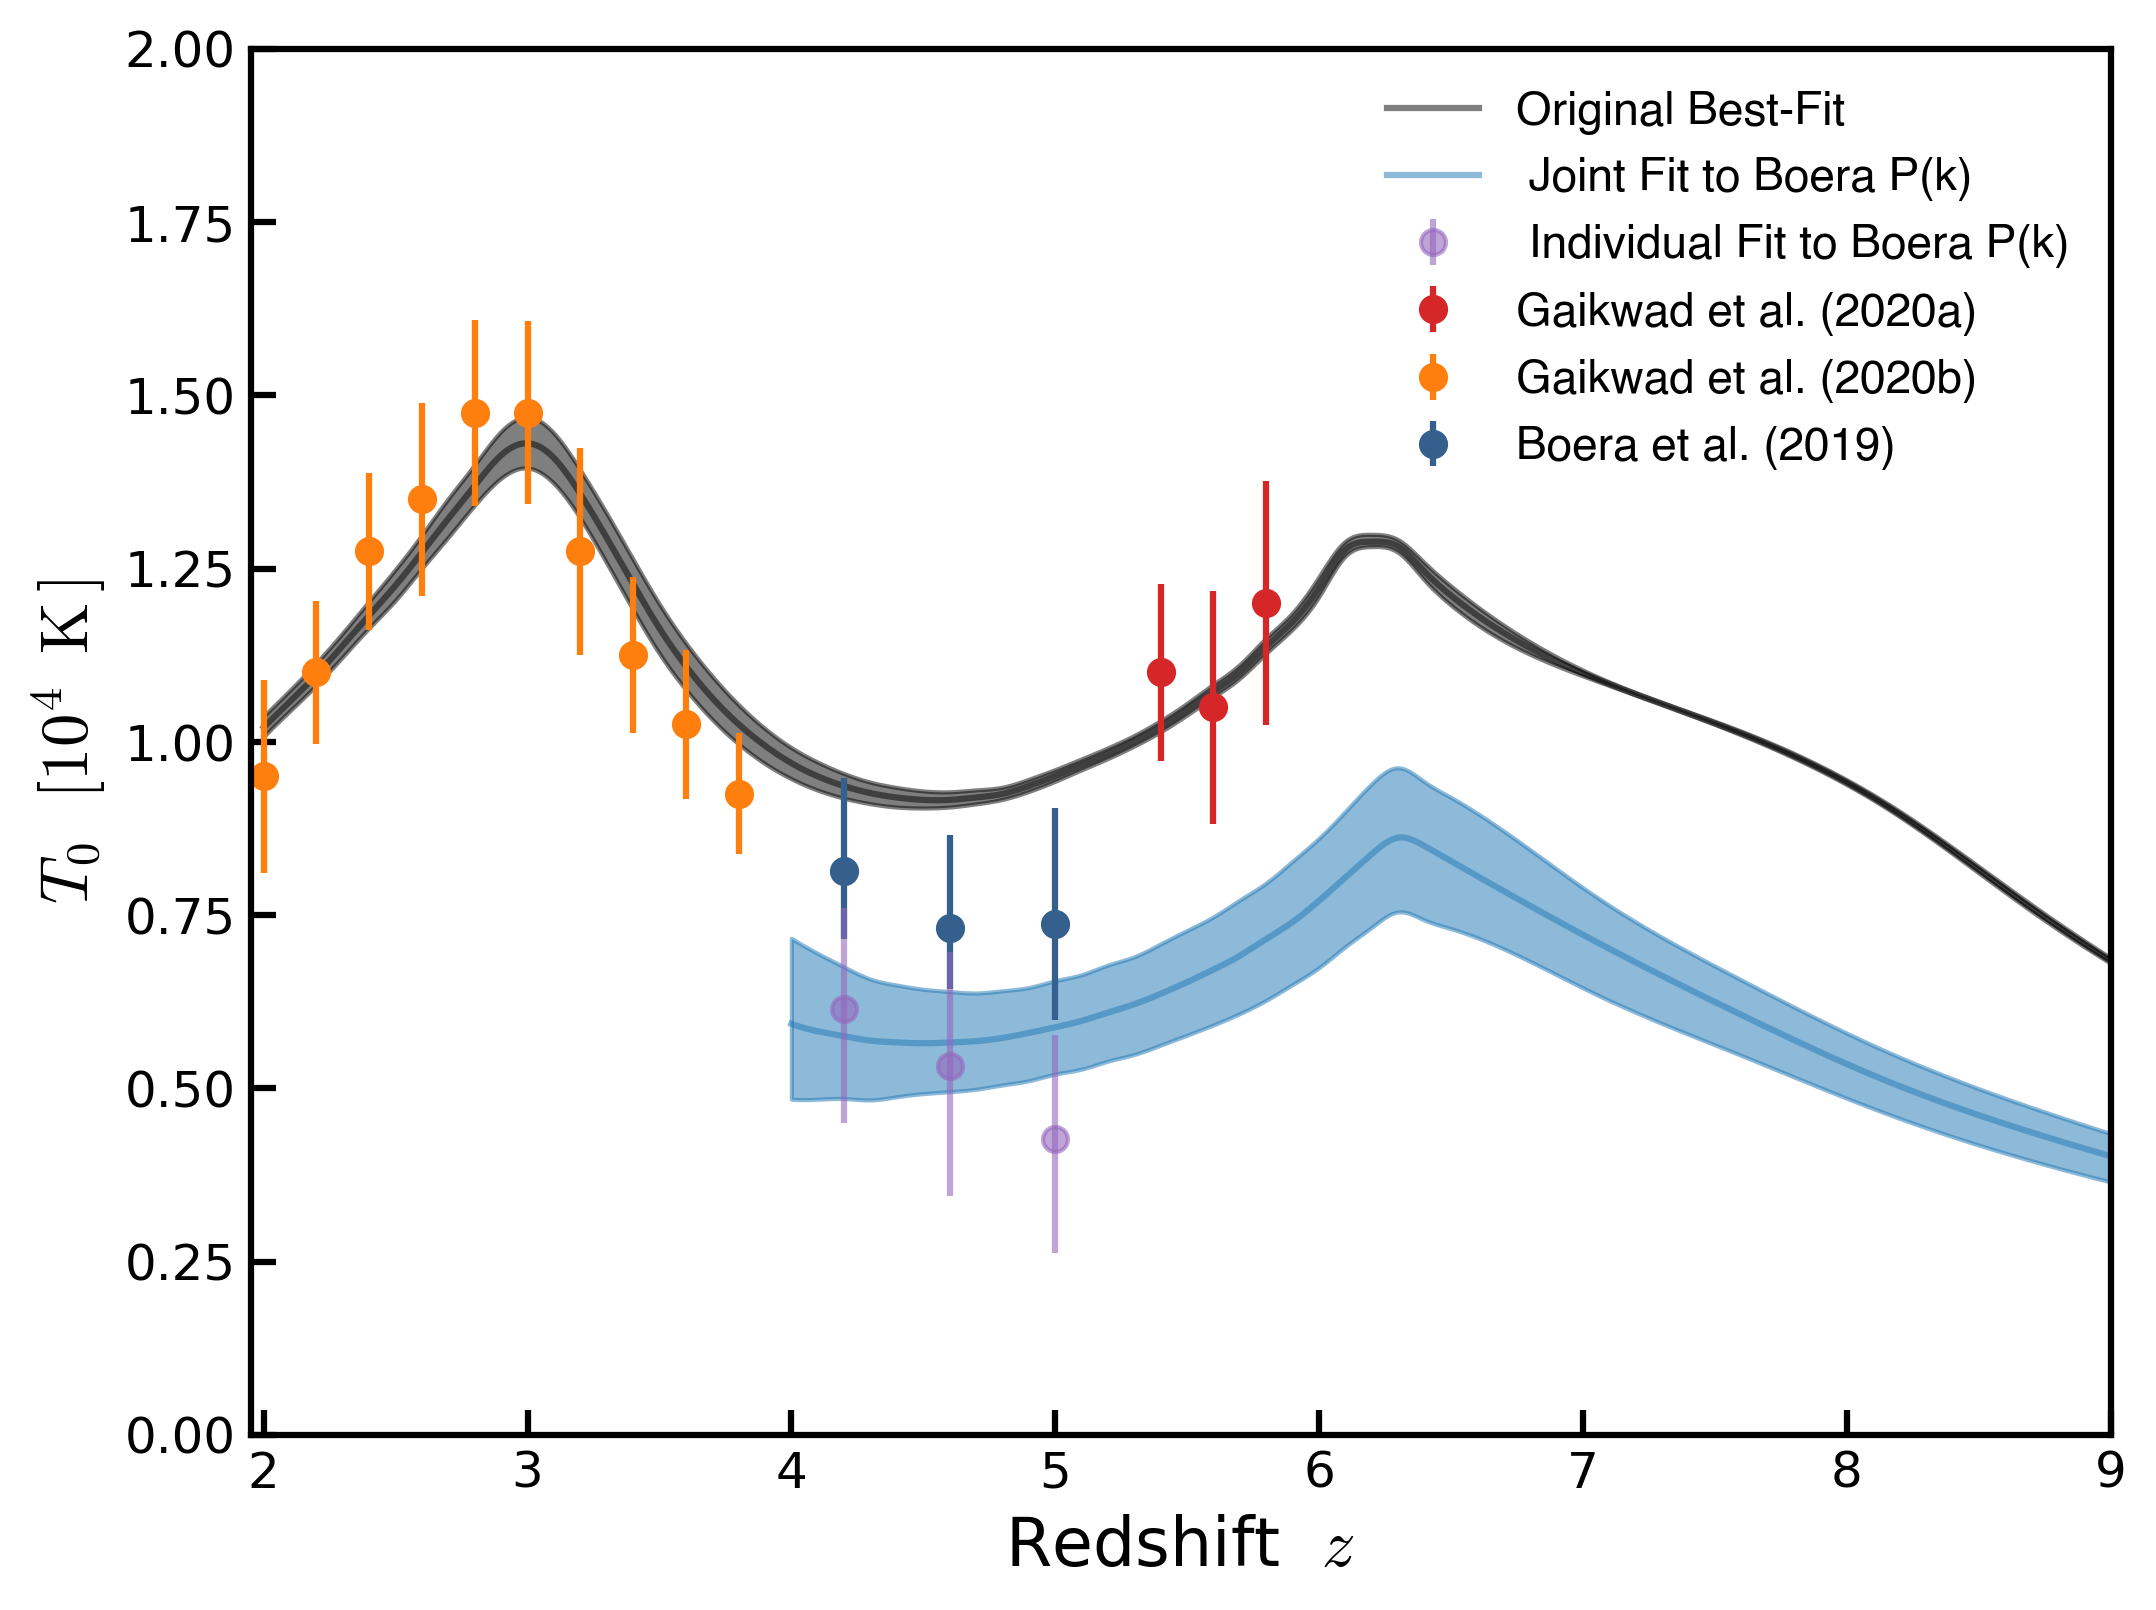 2.00
1.75
1.50
1.25
1.00
0.75
0.50
0.25
0.00
T₀ [10⁴ K]
Original Best-Fit
Joint Fit to Boera P(k)
Individual Fit to Boera P(k)
Gaikwad et al. (2020a)
Gaikwad et al. (2020b)
Boera et al. (2019)
2 3 4 5 6 7 8 9
Redshift z